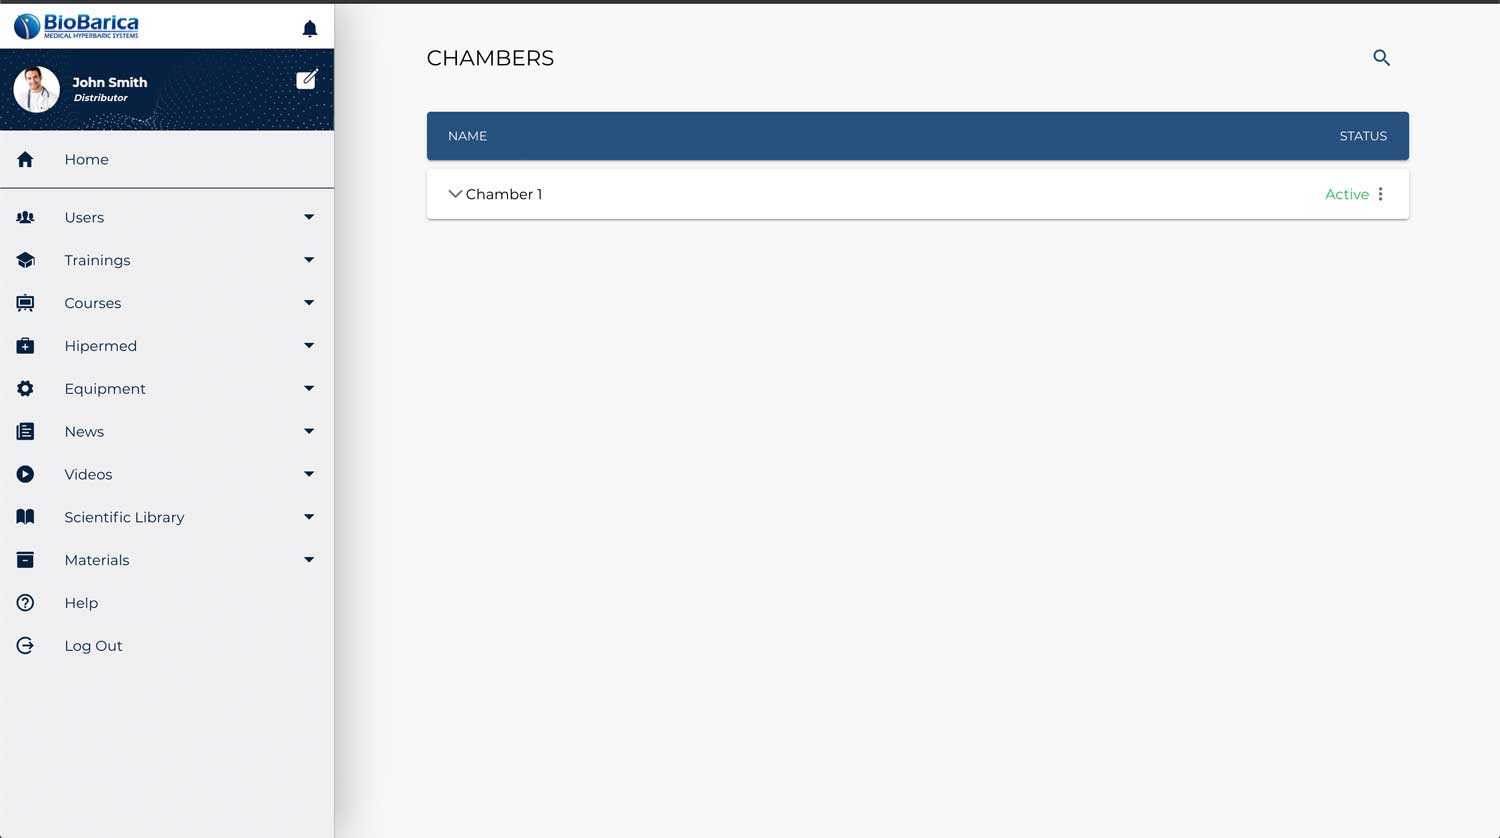 BioBarica
MEDICAL HYPERBARIC SYSTEMS
John Smith
Distributor
Home
Users
Trainings
Courses
Hipermed
Equipment
News
Videos
Scientific Library
Materials
Help
Log Out
CHAMBERS
NAME STATUS
Chamber 1 Active